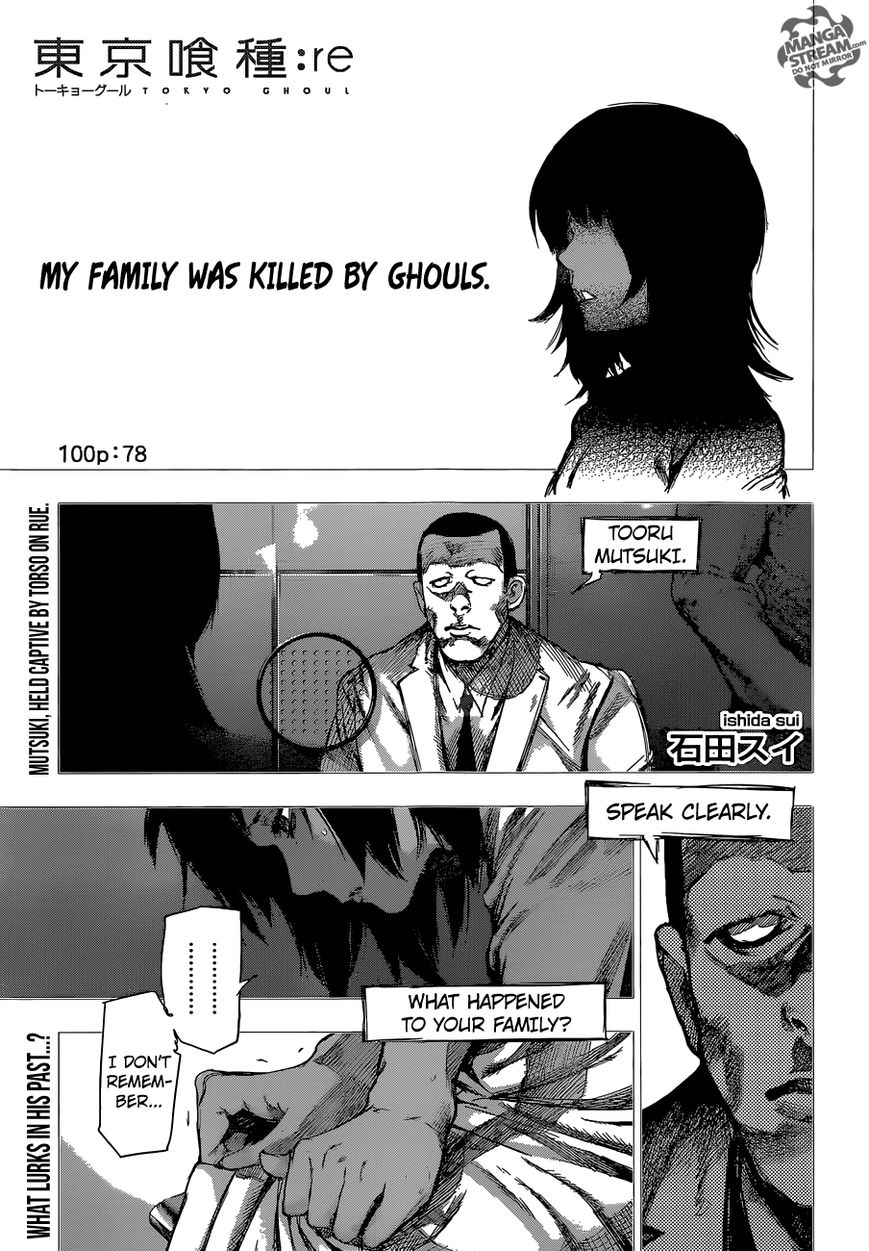 東京喰種:re
トーキョーグール TOKYO GHOUL
MANGA
STREAM.com
DO NOT MIRROR
MY FAMILY WAS KILLED BY GHOULS.
100p:78
MUTSUKI, HELD CAPTIVE BY TORSO ON RUE.
TOORU
MUTSUKI.
ishida sui
石田スイ
SPEAK CLEARLY.
WHAT HAPPENED
TO YOUR FAMILY?
I DON'T
REMEM-
BER...
WHAT LURKS IN HIS PAST...?